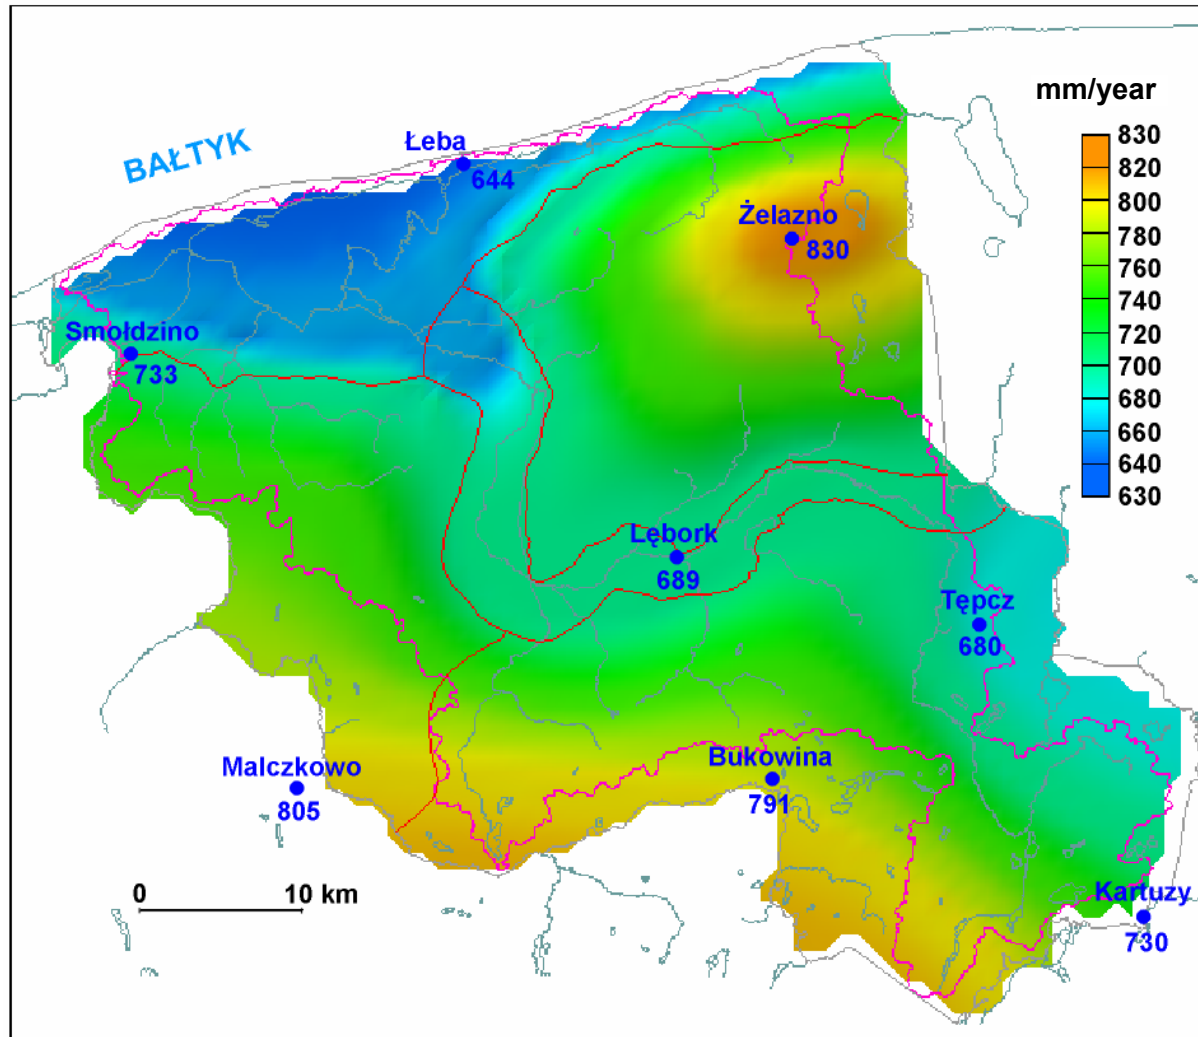 mm/year
830
820
800
780
760
740
720
700
680
660
640
630
BAŁTYK
Łeba
644
Żelazno
830
Smołdzino
733
Lębork
689
Tępcz
680
Malczkowo
805
Bukowina
791
Kartuzy
730
0 10 km